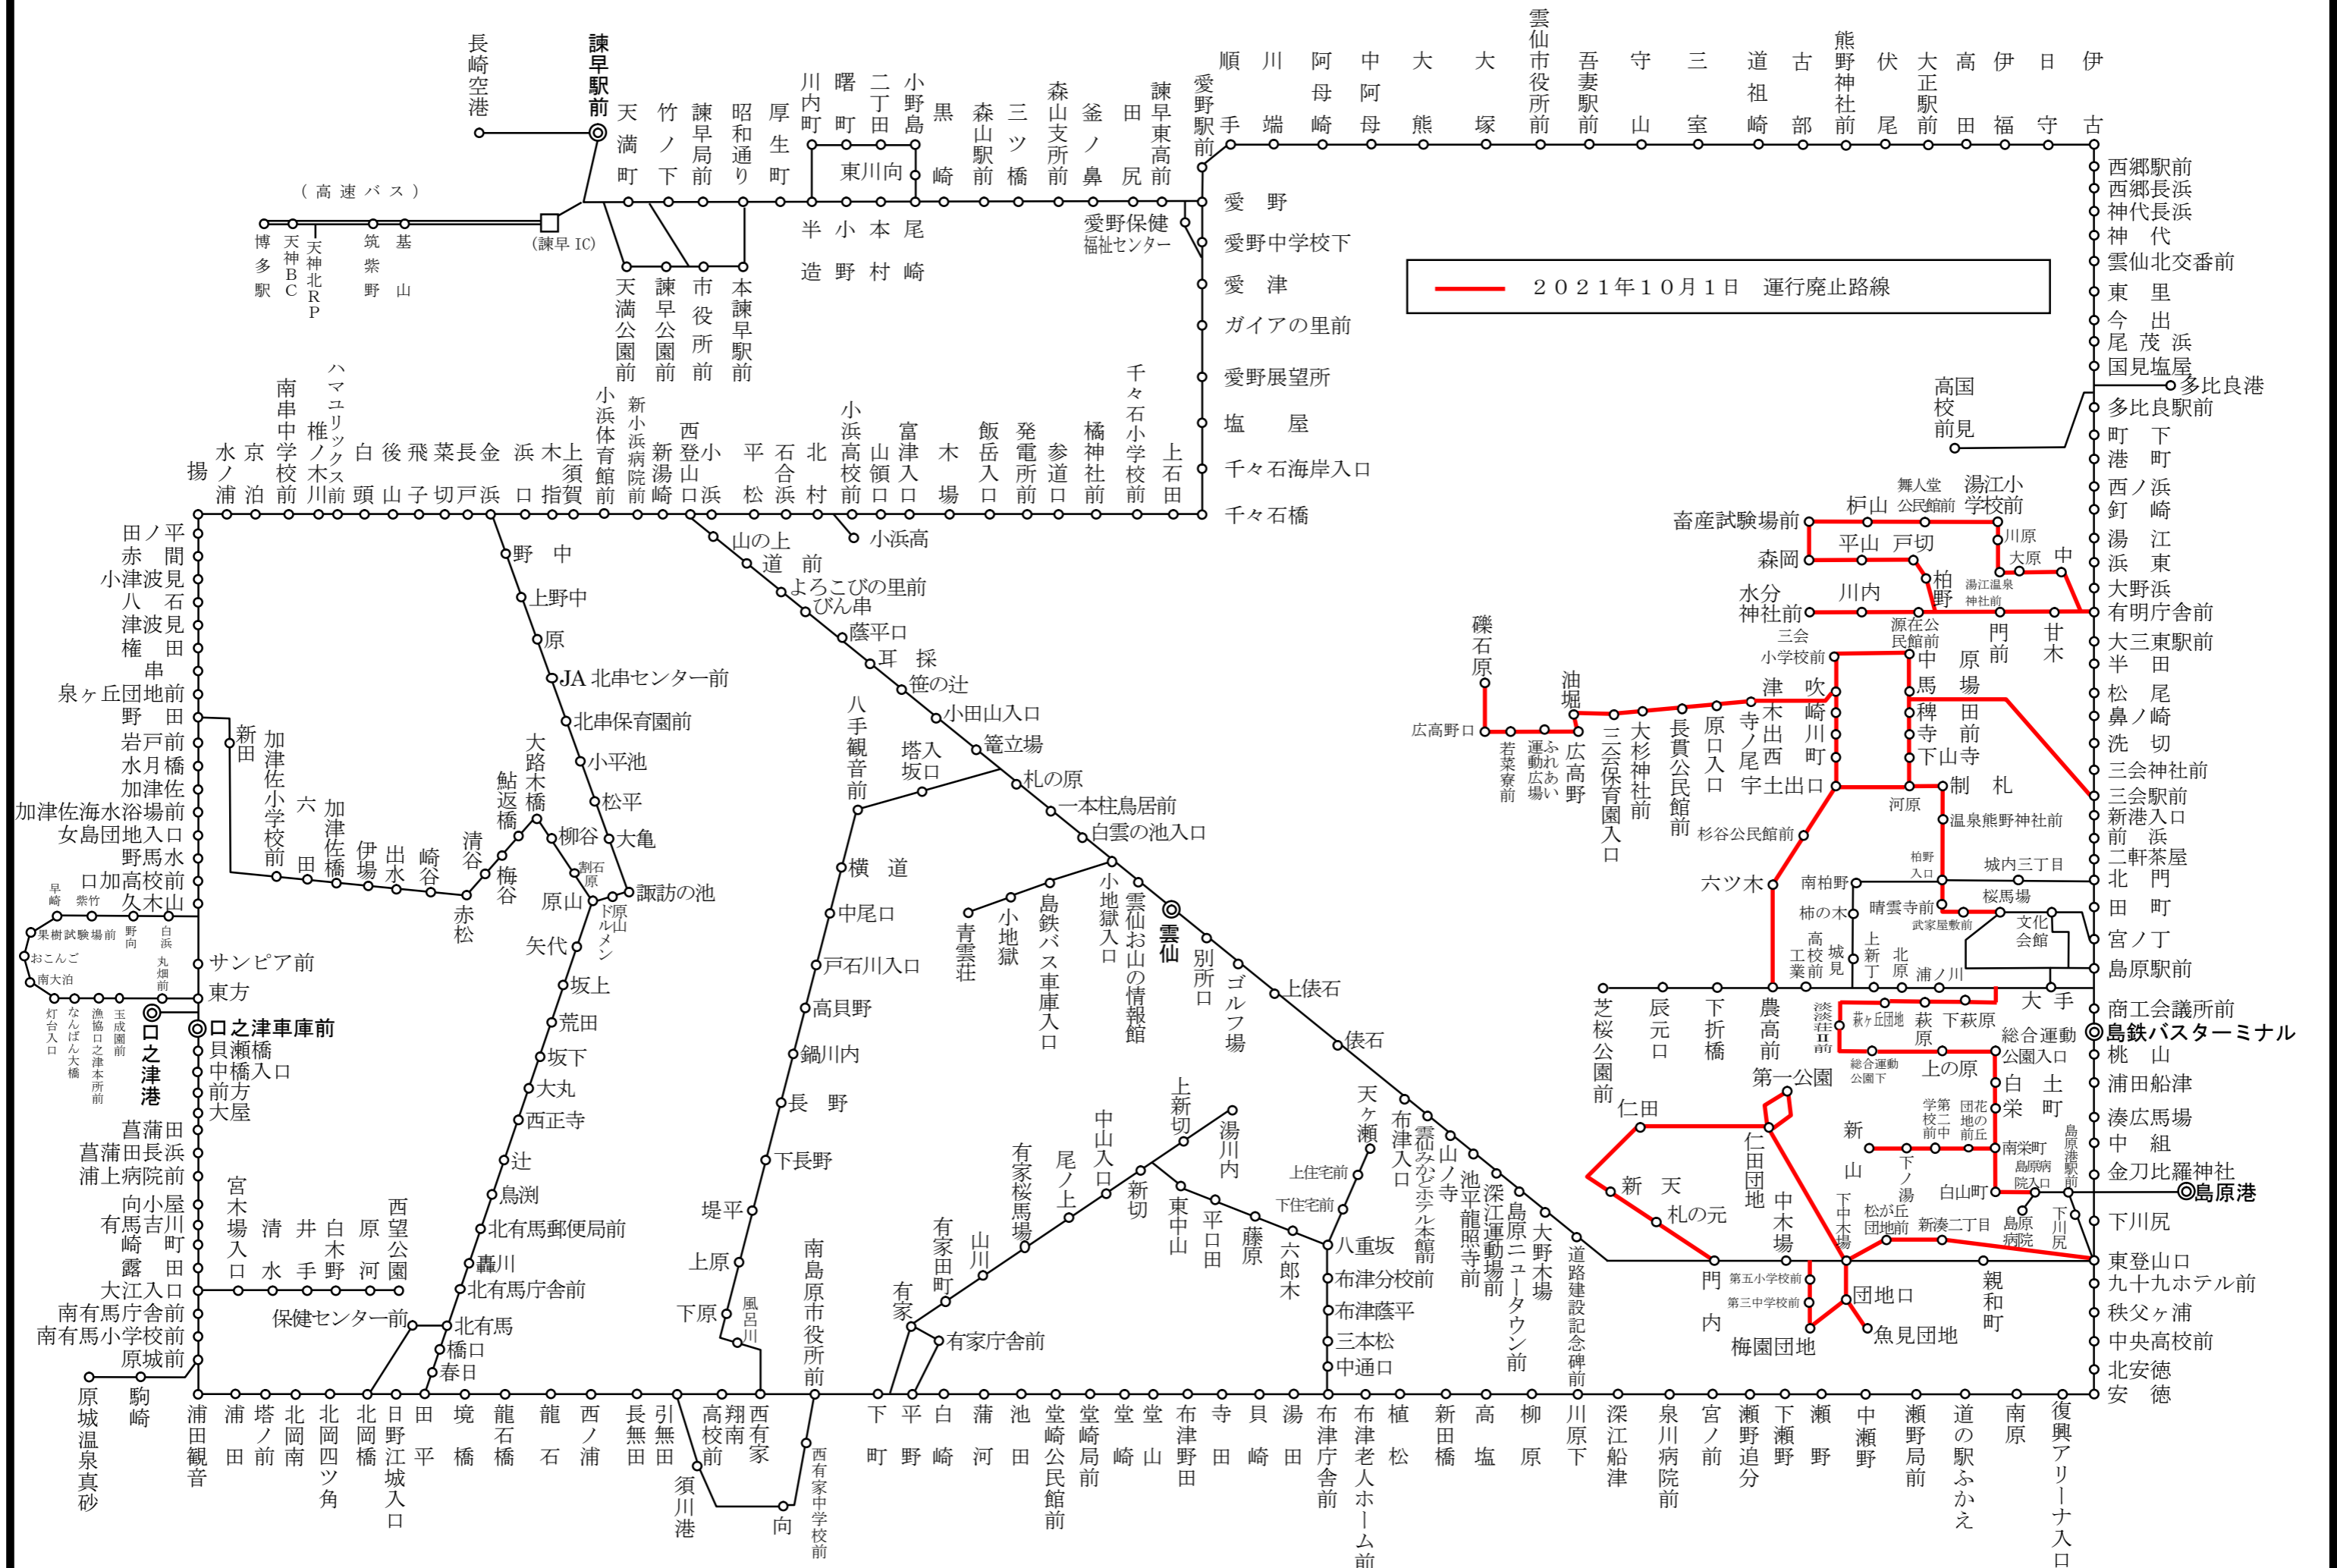 長崎空港
諫早駅前
(高速バス)
博多駅
天神BC
天神北RP
筑紫野
基山
(諫早IC)
天満町
竹ノ下
諫早局前
昭和通り
厚生町
川内町
曙町
二丁田
小野島
東川向
黒崎
森山駅前
三ツ橋
森山支所前
釜ノ鼻
田尻
諫早東高前
半造
小野
本村
尾崎
天満公園前
諫早公園前
市役所前
本諫早駅前
愛野保健
福祉センター
愛野駅前
順手
川端
阿母崎
中阿母
大熊
大塚
雲仙市役所前
吾妻駅前
守山
三室
道祖崎
古部
熊野神社前
伏尾
大正駅前
高田
伊福
日守
伊古
愛野
愛野中学校下
愛津
ガイアの里前
愛野展望所
塩屋
千々石海岸入口
千々石橋
2021年10月1日 運行廃止路線
西郷駅前
西郷長浜
神代長浜
神代
雲仙北交番前
東里
今出
尾茂浜
国見塩屋
多比良港
多比良駅前
国見
高校前
町下
港町
西ノ浜
釘崎
湯江
浜東
大野浜
有明庁舎前
大三東駅前
半田
松尾
鼻ノ崎
洗切
三会神社前
三会駅前
新港入口
前浜
二軒茶屋
北門
田町
宮ノ丁
島原駅前
商工会議所前
島鉄バスターミナル
桃山
浦田船津
湊広馬場
中組
金刀比羅神社
島原港
下川尻
東登山口
九十九ホテル前
秩父ヶ浦
中央高校前
北安徳
安徳
揚
水ノ浦
京泊
南串中学校前
椎ノ木川
ハマユリックス前
白頭
後山
飛子
菜切
長戸
金浜
浜口
木指
上須賀
小浜体育館前
新小浜病院前
新湯崎
西登山口
小浜
平松
石合浜
北村
小浜高校前
山領口
富津入口
木場
飯岳入口
発電所前
参道口
橘神社前
千々石小学校前
上石田
小浜高
田ノ平
赤間
小津波見
八石
津波見
権田
串
泉ヶ丘団地前
野田
岩戸前
水月橋
加津佐
加津佐海水浴場前
女島団地入口
野馬水
口加高校前
久木山
早崎
紫竹
果樹試験場前
野向
白浜
おこんご
南大泊
丸畑前
灯台入口
なんばん大橋
漁協口之津本所前
玉成園前
口之津港
サンピア前
東方
口之津車庫前
貝瀬橋
中橋入口
前方
大屋
菖蒲田
菖蒲田長浜
浦上病院前
向小屋
有馬吉川
崎町
露田
大江入口
南有馬庁舎前
南有馬小学校前
原城前
駒崎
原城温泉真砂
宮木場入口
清水
井手
白木野
原河
西望公園
新田
加津佐小学校前
六田
加津佐橋
伊場
出水
崎谷
赤松
清谷
梅谷
鮎返橋
大路木橋
柳谷
割石原
原山
原山ドルメン
諏訪の池
野中
上野中
原
JA北串センター前
北串保育園前
小平池
松平
大亀
矢代
坂上
荒田
坂下
大丸
西正寺
辻
鳥渕
北有馬郵便局前
轟川
北有馬庁舎前
保健センター前
北有馬
橋口
春日
山の上
道前
よろこびの里前
びん串
蔭平口
耳採
笹の辻
小田山入口
篭立場
札の原
一本柱鳥居前
白雲の池入口
小地獄入口
島鉄バス車庫入口
小地獄
青雲荘
雲仙お山の情報館
雲仙
別所口
ゴルフ場
上俵石
俵石
布津入口
雲仙みかどホテル本館前
山ノ寺
池平龍照寺前
深江運動場前
島原ニュータウン前
大野木場
道路建設記念碑前
塔入坂口
八手観音前
横道
中尾口
戸石川入口
高貝野
鍋川内
長野
下長野
堤平
上原
下原
風呂川
南島原市役所前
有家
有家田町
山川
有家桜馬場
尾ノ上
中山入口
新切
上新切
湯川内
東中山
平口田
藤原
六郎木
八重坂
下住宅前
上住宅前
天ヶ瀬
布津分校前
布津蔭平
三本松
中通口
有家庁舎前
浦田観音
浦田
塔ノ前
北岡南
北岡四ツ角
北岡橋
日野江城入口
田平
境橋
龍石橋
龍石
西ノ浦
長無田
引無田
翔南高校前
西有家
須川港
向
西有家中学校前
下町
平野
白崎
蒲河
池田
堂崎公民館前
堂崎局前
堂崎
堂山
布津野田
寺田
貝崎
湯田
布津庁舎前
布津老人ホーム前
植松
新田橋
高塩
柳原
川原下
深江船津
泉川病院前
宮ノ前
瀬野追分
下瀬野
瀬野
中瀬野
瀬野局前
道の駅ふかえ
南原
復興アリーナ入口
畜産試験場前
枦山
舞人堂
公民館前
湯江小
学校前
川原
大原
中
湯江温泉
神社前
森岡
平山
戸切
柏野
水分
神社前
川内
源在公
民館前
門前
甘木
礫石原
広高野口
若菜寮前
ふれあい
運動広場
広高野
油堀
三会保育園入口
大杉神社前
長貫公民館前
原口入口
寺ノ尾
津吹
木崎
出川
西町
三会
小学校前
宇土出口
中原
馬場
稗田
寺前
下山寺
河原
制札
温泉熊野神社前
杉谷公民館前
六ツ木
柏野
入口
城内三丁目
南柏野
柿の木
晴雲寺前
武家屋敷前
桜馬場
文化
会館
高校前
工業
城見
上新丁
北原
浦ノ川
大手
芝桜公園前
辰元口
下折橋
農高前
淡淡荘II前
萩ヶ丘団地
萩原
下萩原
総合運動
公園入口
総合運動
公園下
上の原
白土
栄町
第二中
学校前
花の丘
団地前
新山
下ノ湯
南栄町
白山町
島原病
院入口
島原港駅前
島原
病院
下川尻
第一公園
仁田
仁田団地
新天
札の元
中木場
下中木場
松が丘
団地前
新湊二丁目
門内
第五小学校前
第三中学校前
梅園団地
団地口
魚見団地
親和町